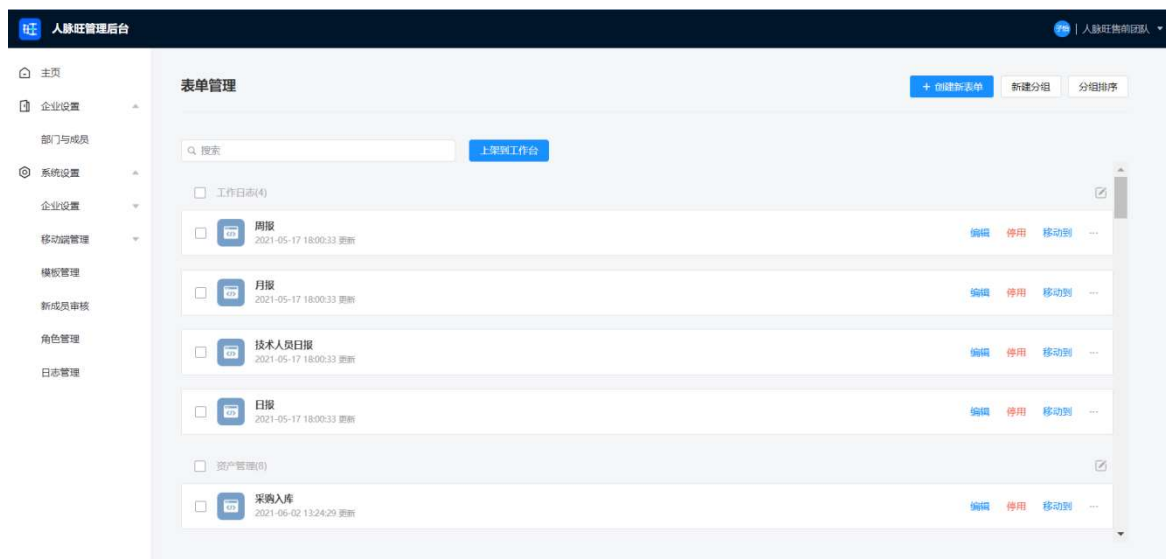 旺 人脉旺管理后台
人脉旺售前团队
主页
企业设置
部门与成员
系统设置
企业设置
移动端管理
模板管理
新成员审核
角色管理
日志管理
表单管理
+ 创建新表单 新建分组 分组排序
搜索 上架到工作台
工作日志(4)
周报
2021-05-17 18:00:33 更新
编辑 停用 移动到 ...
月报
2021-05-17 18:00:33 更新
编辑 停用 移动到 ...
技术人员日报
2021-05-17 18:00:33 更新
编辑 停用 移动到 ...
日报
2021-05-17 18:00:33 更新
编辑 停用 移动到 ...
资产管理(8)
采购入库
2021-06-02 13:24:29 更新
编辑 停用 移动到 ...